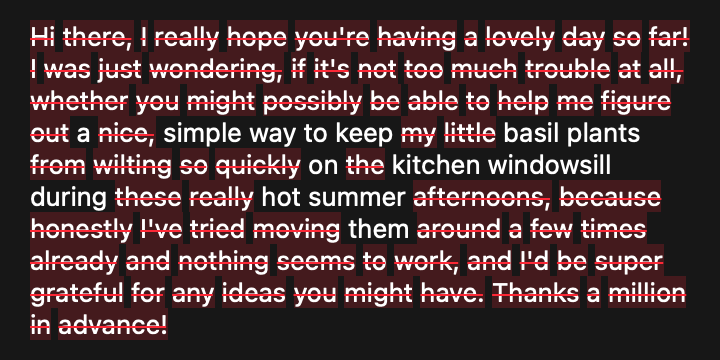 Hi there, I really hope you're having a lovely day so far!
I was just wondering, if it's not too much trouble at all,
whether you might possibly be able to help me figure
out a nice, simple way to keep my little basil plants
from wilting so quickly on the kitchen windowsill
during these really hot summer afternoons, because
honestly I've tried moving them around a few times
already and nothing seems to work, and I'd be super
grateful for any ideas you might have. Thanks a million
in advance!